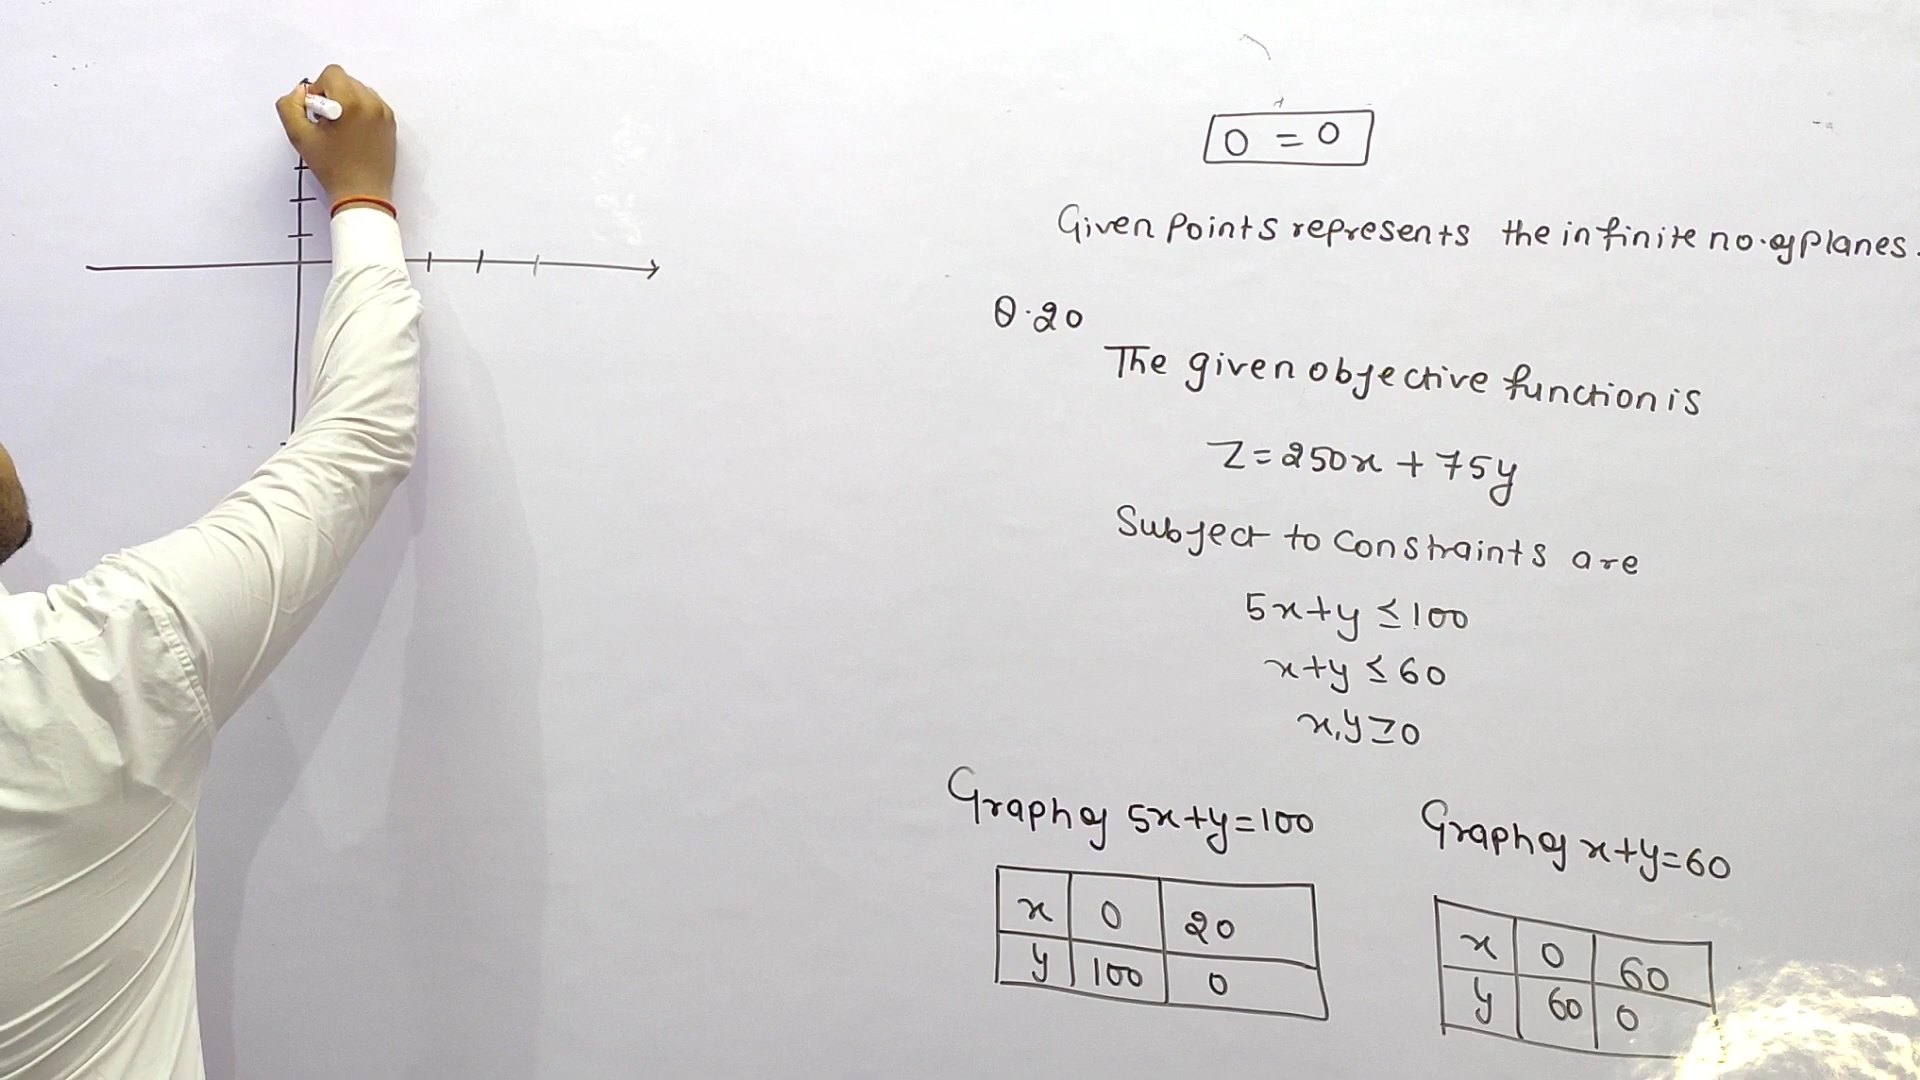 0 = 0
Given Points represents the infinite no. of planes.
Q.20
The given objective function is
Z=250x + 75y
Subject to Constraints are
5x+y ≤ 100
x+y ≤ 60
x,y ≥ 0
Graph of 5x+y=100
x 0 20
y 100 0
Graph of x+y=60
x 0 60
y 60 0